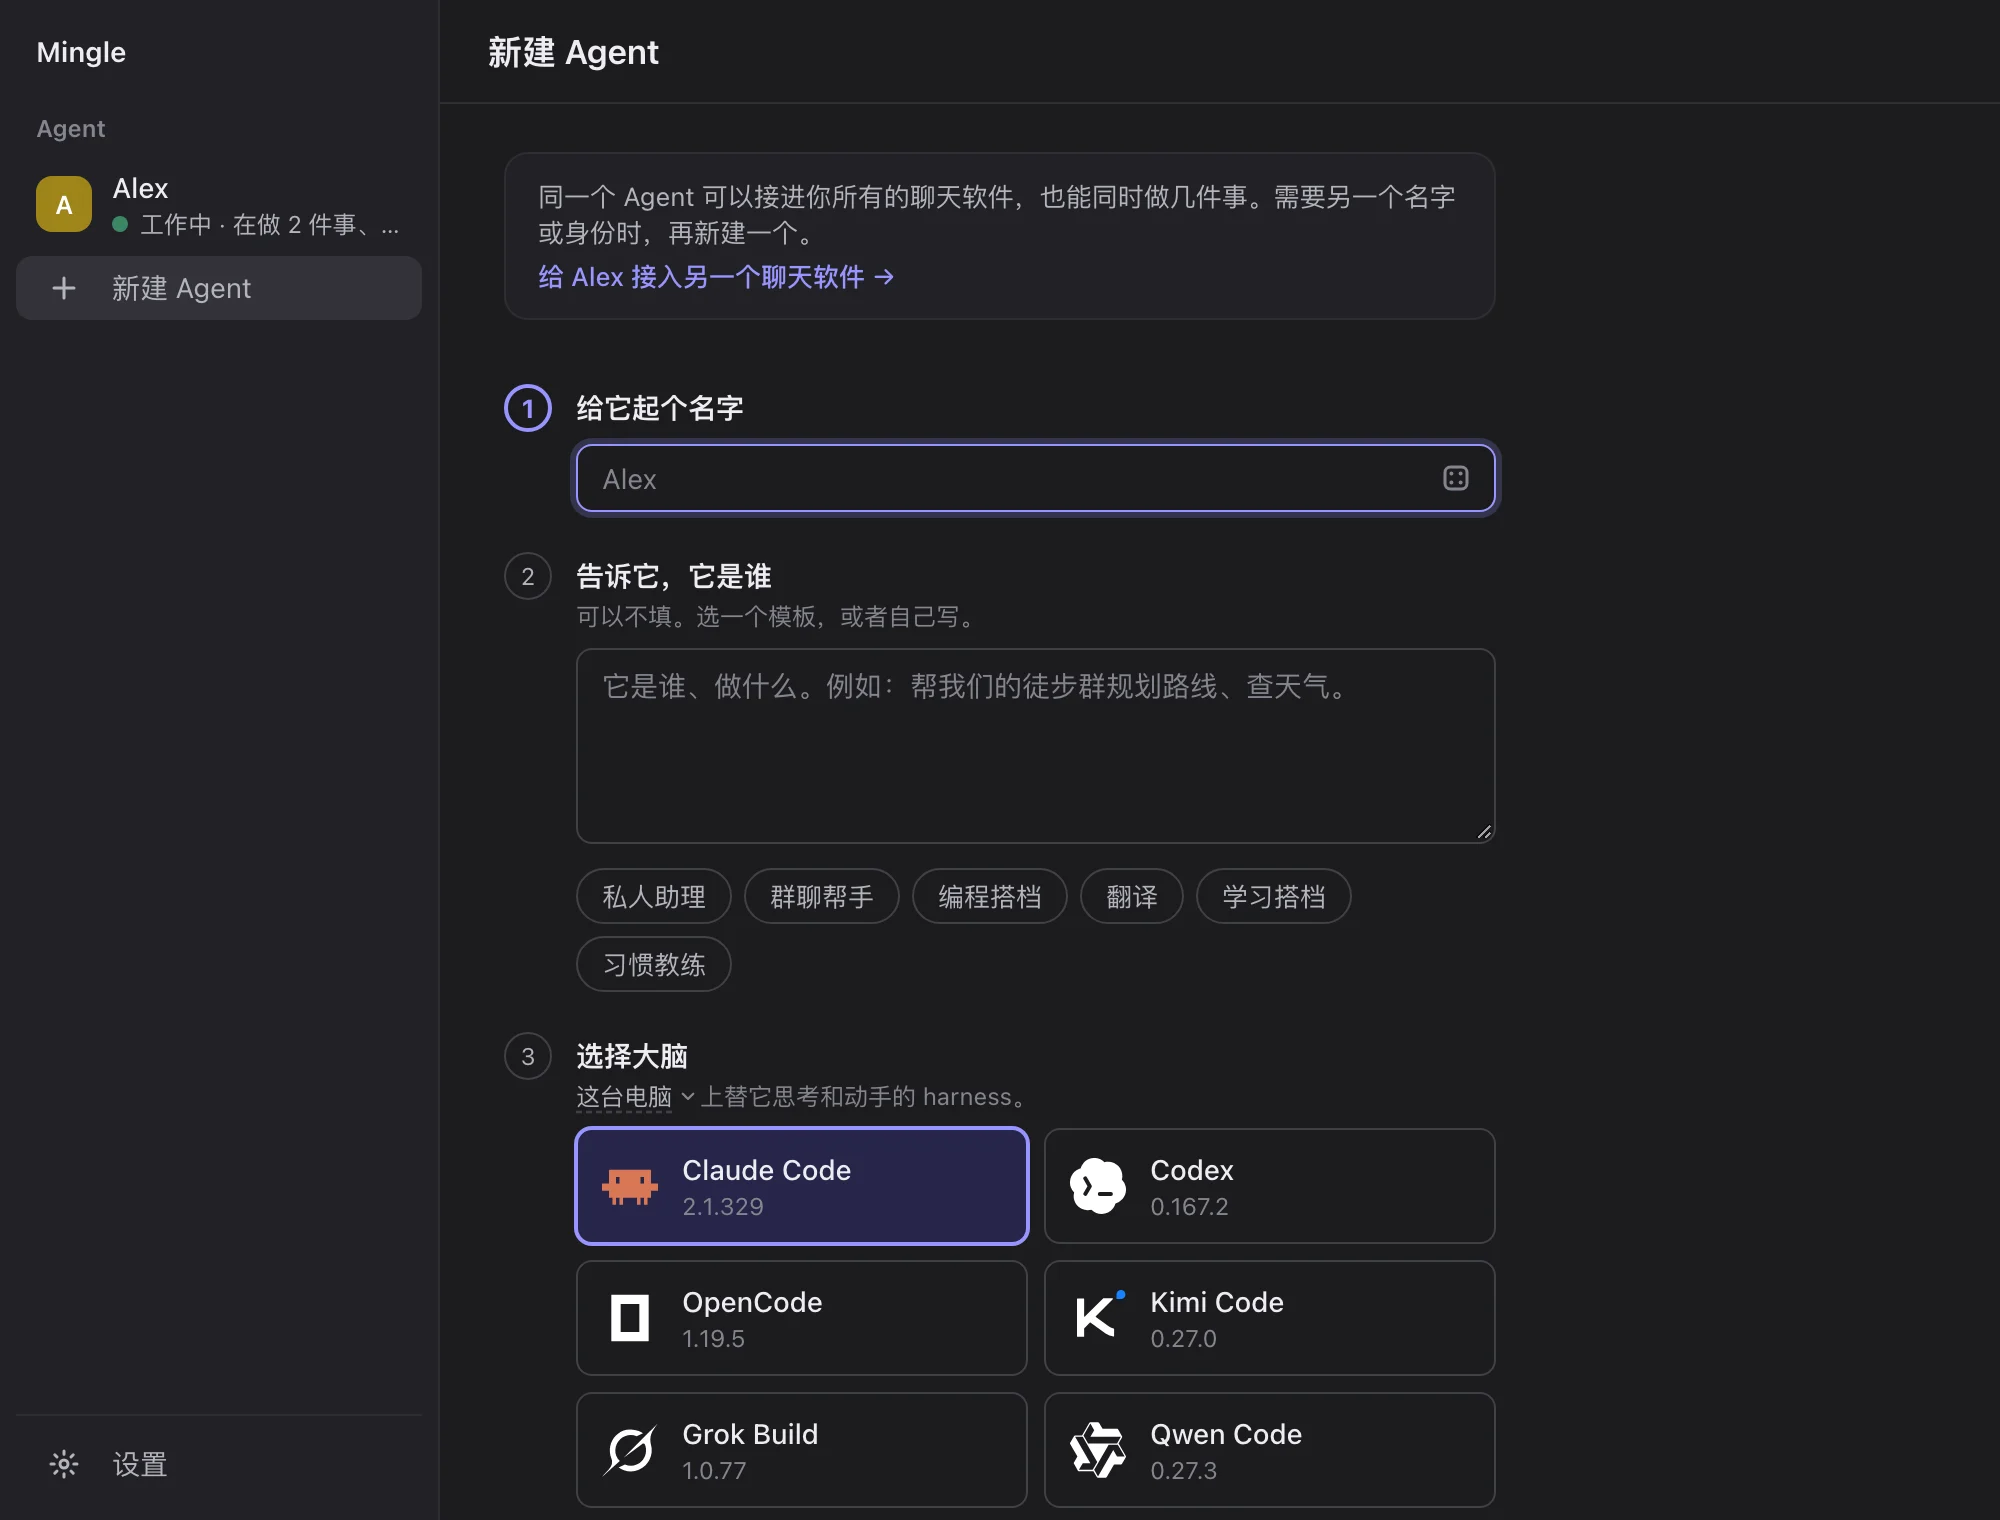 Mingle
Agent
A
Alex
工作中 · 在做 2 件事、...
新建 Agent
设置
新建 Agent
同一个 Agent 可以接进你所有的聊天软件，也能同时做几件事。需要另一个名字
或身份时，再新建一个。
给 Alex 接入另一个聊天软件 →
1 给它起个名字
Alex
2 告诉它，它是谁
可以不填。选一个模板，或者自己写。
它是谁、做什么。例如：帮我们的徒步群规划路线、查天气。
私人助理 群聊帮手 编程搭档 翻译 学习搭档
习惯教练
3 选择大脑
这台电脑 上替它思考和动手的 harness。
Claude Code
2.1.329
Codex
0.167.2
OpenCode
1.19.5
Kimi Code
0.27.0
Grok Build
1.0.77
Qwen Code
0.27.3